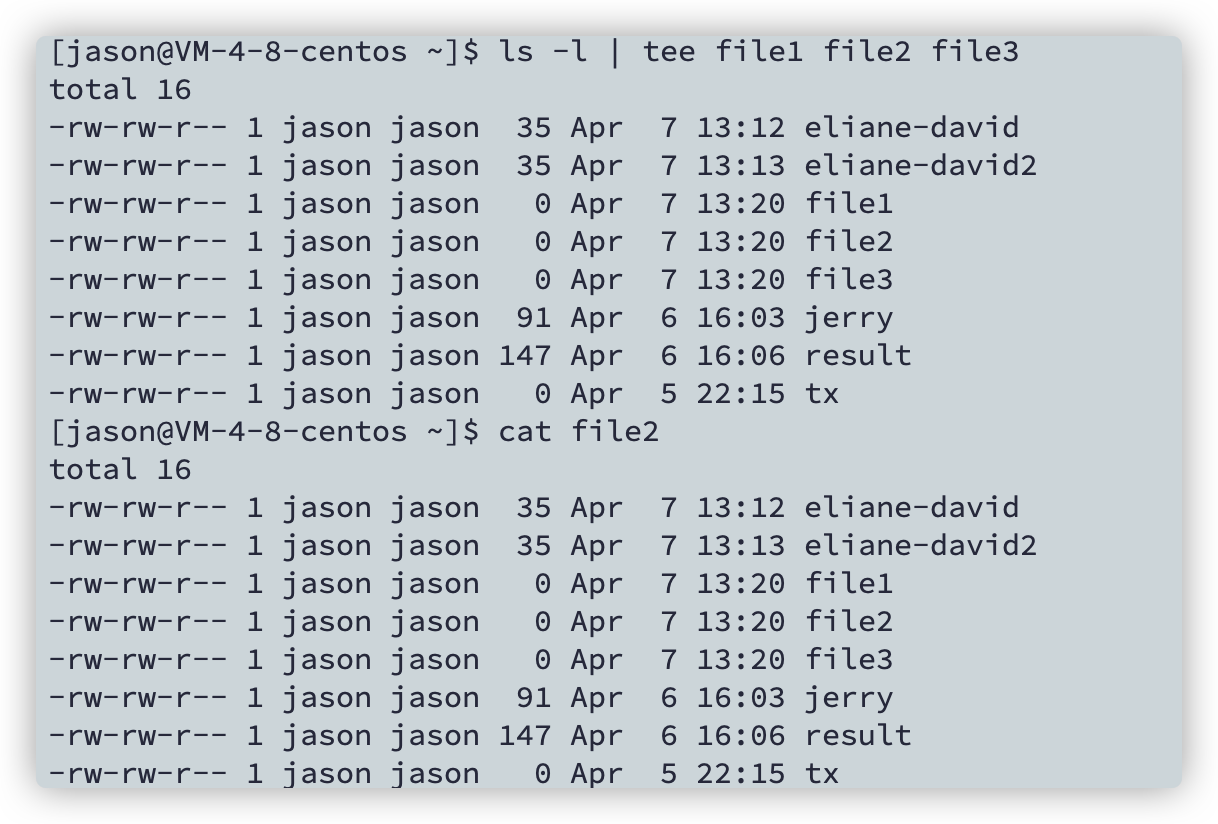 [jason@VM-4-8-centos ~]$ ls -l | tee file1 file2 file3
total 16
-rw-rw-r-- 1 jason jason  35 Apr  7 13:12 eliane-david
-rw-rw-r-- 1 jason jason  35 Apr  7 13:13 eliane-david2
-rw-rw-r-- 1 jason jason   0 Apr  7 13:20 file1
-rw-rw-r-- 1 jason jason   0 Apr  7 13:20 file2
-rw-rw-r-- 1 jason jason   0 Apr  7 13:20 file3
-rw-rw-r-- 1 jason jason  91 Apr  6 16:03 jerry
-rw-rw-r-- 1 jason jason 147 Apr  6 16:06 result
-rw-rw-r-- 1 jason jason   0 Apr  5 22:15 tx
[jason@VM-4-8-centos ~]$ cat file2
total 16
-rw-rw-r-- 1 jason jason  35 Apr  7 13:12 eliane-david
-rw-rw-r-- 1 jason jason  35 Apr  7 13:13 eliane-david2
-rw-rw-r-- 1 jason jason   0 Apr  7 13:20 file1
-rw-rw-r-- 1 jason jason   0 Apr  7 13:20 file2
-rw-rw-r-- 1 jason jason   0 Apr  7 13:20 file3
-rw-rw-r-- 1 jason jason  91 Apr  6 16:03 jerry
-rw-rw-r-- 1 jason jason 147 Apr  6 16:06 result
-rw-rw-r-- 1 jason jason   0 Apr  5 22:15 tx